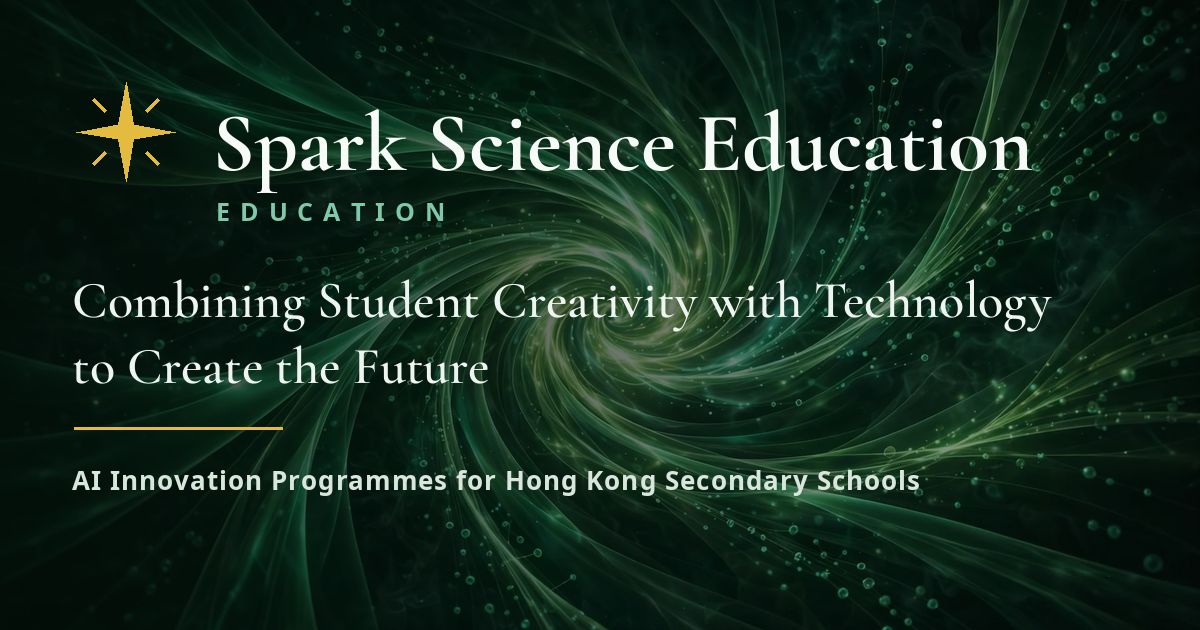 Spark Science Education
EDUCATION
Combining Student Creativity with Technology
to Create the Future
AI Innovation Programmes for Hong Kong Secondary Schools